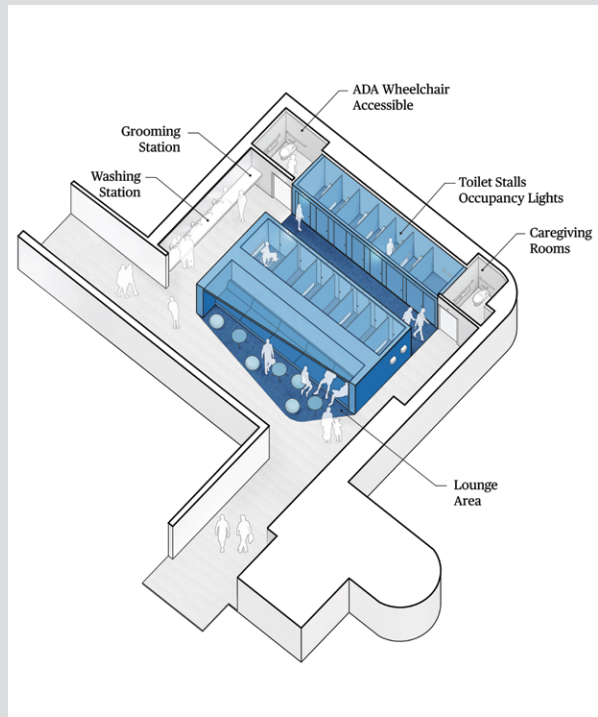 ADA Wheelchair
Accessible
Grooming
Station
Washing
Station
Toilet Stalls
Occupancy Lights
Caregiving
Rooms
Lounge
Area